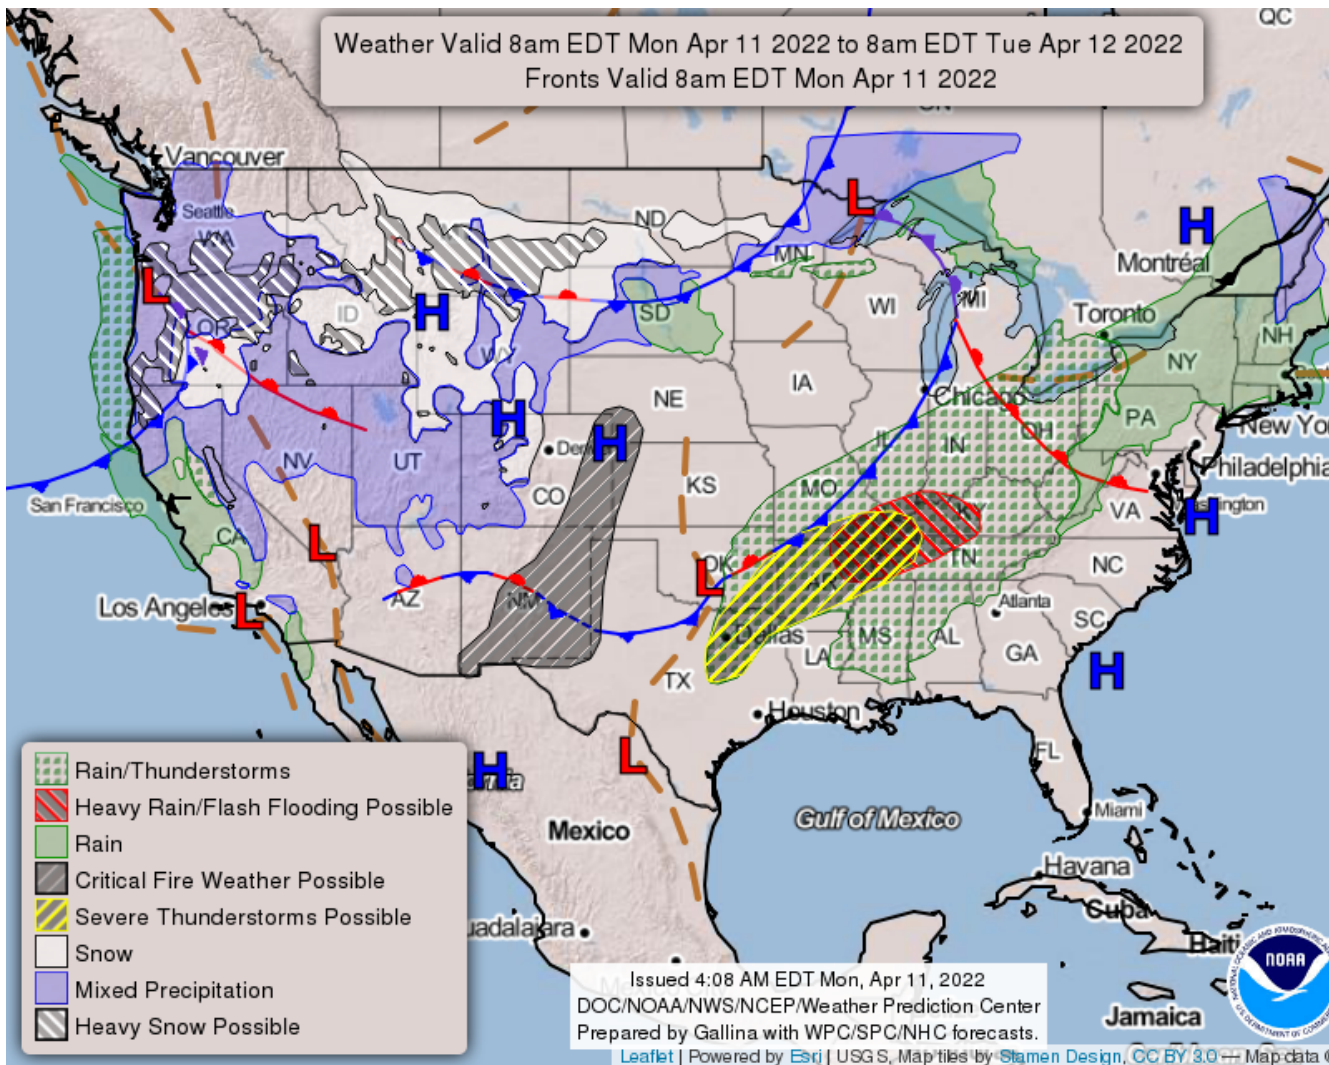 QC
Weather Valid 8am EDT Mon Apr 11 2022 to 8am EDT Tue Apr 12 2022
Fronts Valid 8am EDT Mon Apr 11 2022
Vancouver
L
Seattle
WA
ND
H
MN
Montréal
L
ID
H
MI
OR
SD
WI
Toronto
NH
WY
NY
IA
NE
Chicago
H
PA
OH
New
H
IL
IN
NV
UT
Philadelphia
CO
KS
MO
San Francisco
VA
H
CA
KY
L
OK
TN
L
AR
NC
AZ
NM
Los Angeles
L
Atlanta
SC
Dallas
MS
AL
LA
GA
TX
H
Houston
FL
H
L
Rain/Thunderstorms
Heavy Rain/Flash Flooding Possible
Rain
Critical Fire Weather Possible
Severe Thunderstorms Possible
Snow
Mixed Precipitation
Heavy Snow Possible
Miami
Gulf of Mexico
Mexico
Havana
Cuba
Haiti
NOAA
Jamaica
Issued 4:08 AM EDT Mon, Apr 11, 2022
DOC/NOAA/NWS/NCEP/Weather Prediction Center
Prepared by Gallina with WPC/SPC/NHC forecasts.
Leaflet | Powered by Esri | USGS, Map tiles by Stamen Design, CC BY 3.0 — Map data ©